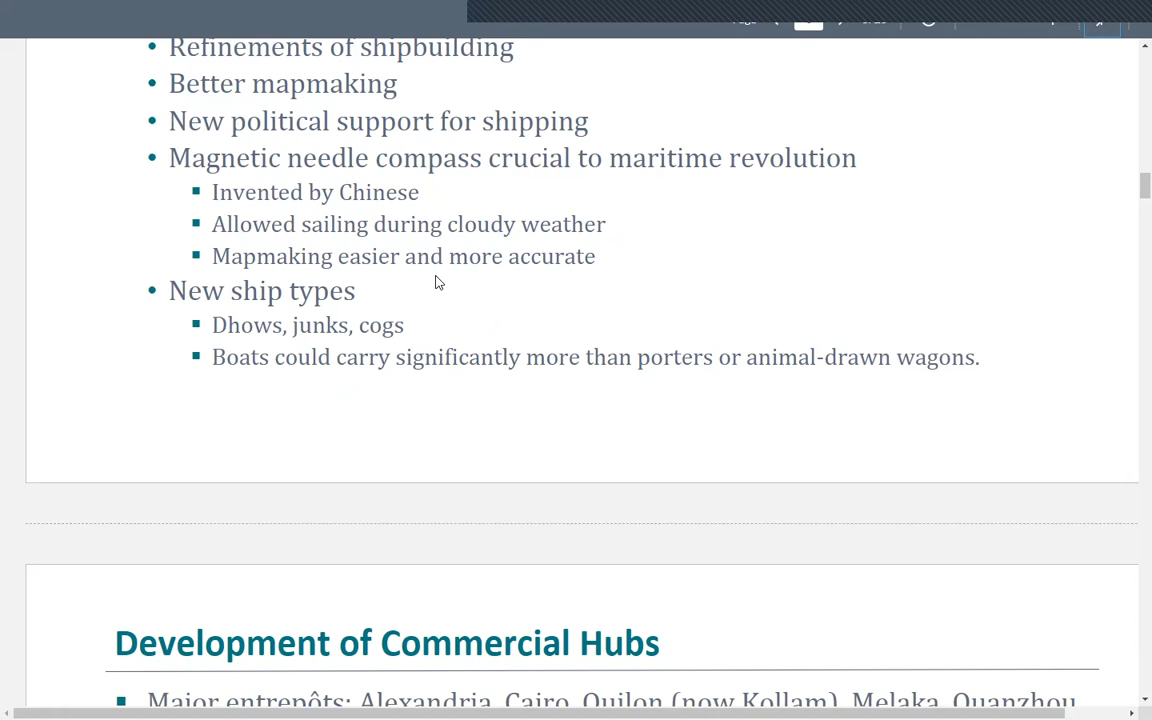 Refinements of shipbuilding
Better mapmaking
New political support for shipping
Magnetic needle compass crucial to maritime revolution
Invented by Chinese
Allowed sailing during cloudy weather
Mapmaking easier and more accurate
New ship types
Dhows, junks, cogs
Boats could carry significantly more than porters or animal-drawn wagons.
Development of Commercial Hubs
Major entrepôts: Alexandria, Cairo, Quilon (now Kollam), Melaka, Quanzhou